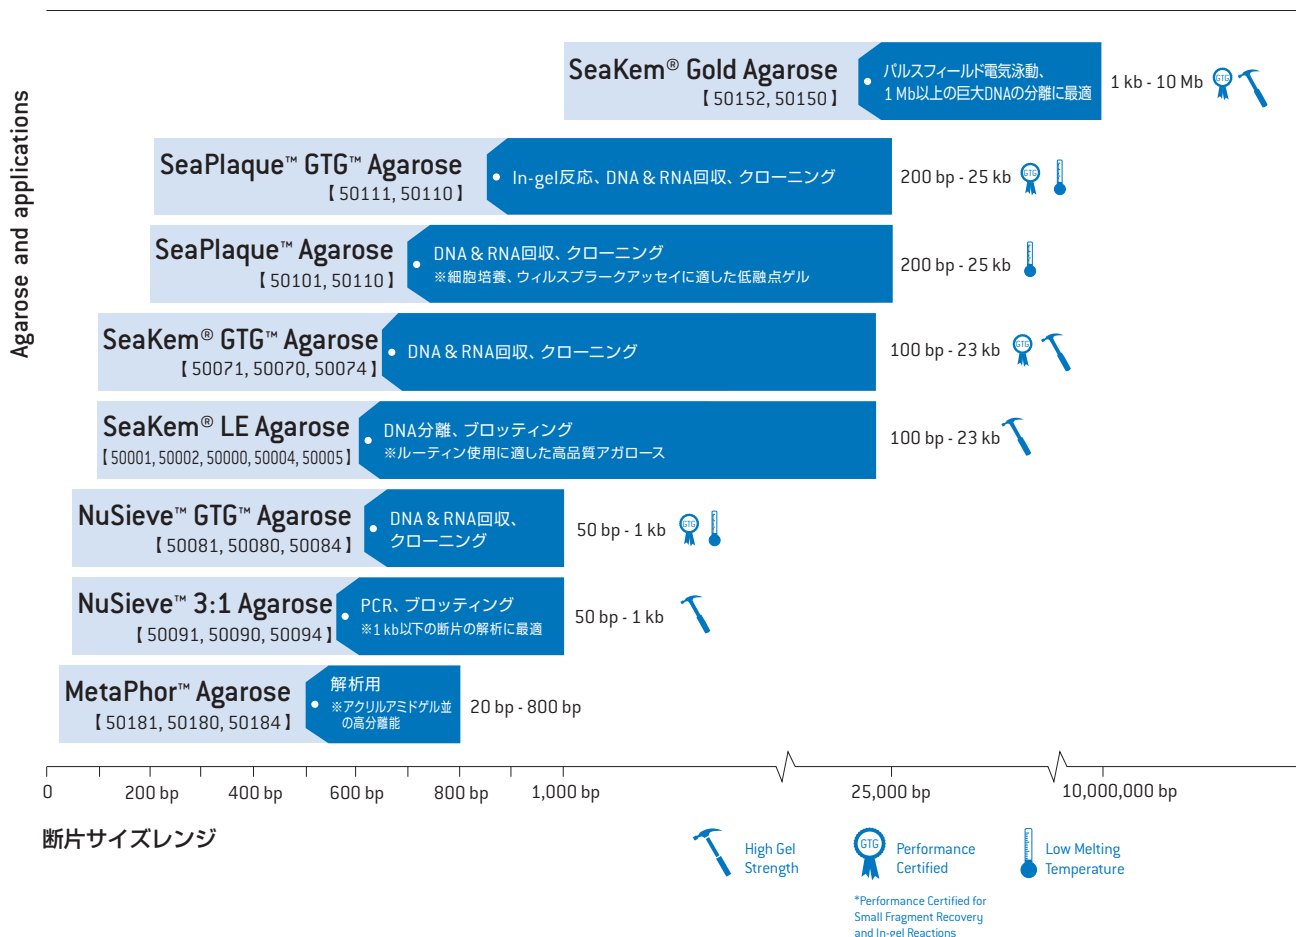 Agarose and applications
SeaKem® Gold Agarose
【 50152, 50150 】
パルスフィールド電気泳動、
1 Mb以上の巨大DNAの分離に最適
1 kb - 10 Mb
GTG
SeaPlaque™ GTG™ Agarose
【 50111, 50110 】
In-gel反応、DNA & RNA回収、クローニング
200 bp - 25 kb
GTG
SeaPlaque™ Agarose
【 50101, 50110 】
DNA & RNA回収、クローニング
※細胞培養、ウィルスプラークアッセイに適した低融点ゲル
200 bp - 25 kb
SeaKem® GTG™ Agarose
【 50071, 50070, 50074 】
DNA & RNA回収、クローニング
100 bp - 23 kb
GTG
SeaKem® LE Agarose
【 50001, 50002, 50000, 50004, 50005 】
DNA分離、ブロッティング
※ルーティン使用に適した高品質アガロース
100 bp - 23 kb
NuSieve™ GTG™ Agarose
【 50081, 50080, 50084 】
DNA & RNA回収、
クローニング
50 bp - 1 kb
GTG
NuSieve™ 3:1 Agarose
【 50091, 50090, 50094 】
PCR、ブロッティング
※1 kb以下の断片の解析に最適
50 bp - 1 kb
MetaPhor™ Agarose
【 50181, 50180, 50184 】
解析用
※アクリルアミドゲル並
の高分離能
20 bp - 800 bp
0 200 bp 400 bp 600 bp 800 bp 1,000 bp 25,000 bp 10,000,000 bp
断片サイズレンジ
High Gel
Strength
GTG
Performance
Certified
*Performance Certified for
Small Fragment Recovery
and In-gel Reactions
Low Melting
Temperature